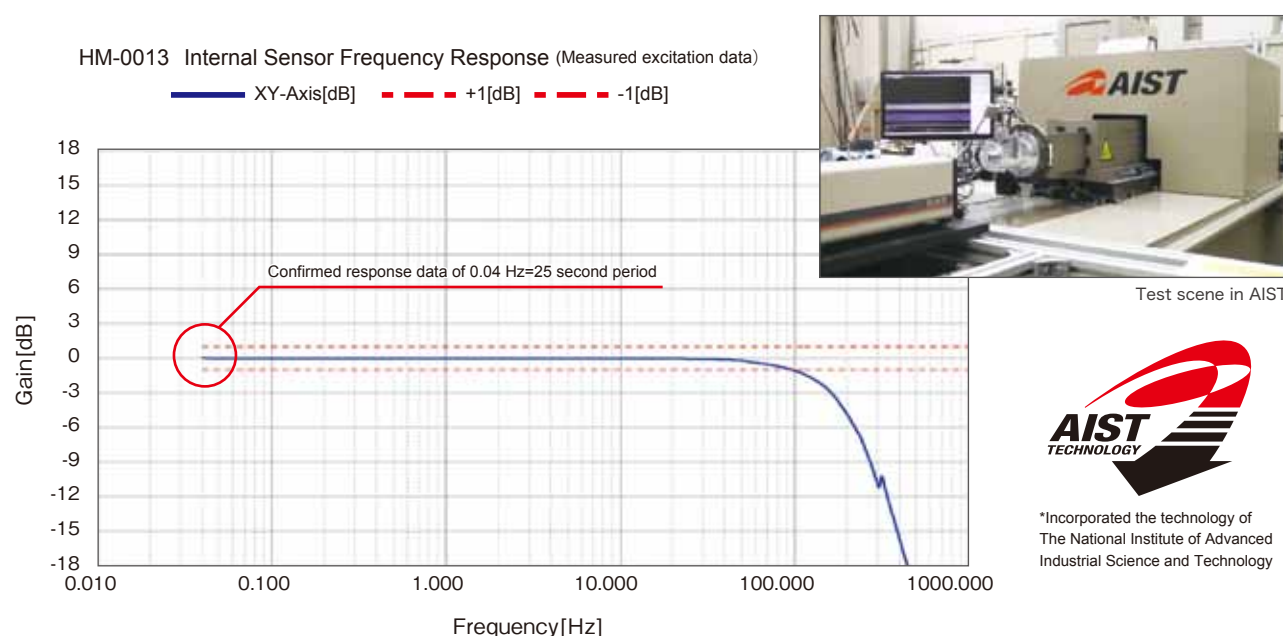 HM-0013 Internal Sensor Frequency Response (Measured excitation data)
XY-Axis[dB] +1[dB] -1[dB]
AIST
Test scene in AIST
Gain[dB]
18
15
12
9
6
3
0
-3
-6
-9
-12
-15
-18
Confirmed response data of 0.04 Hz=25 second period
0.010 0.100 1.000 10.000 100.000 1000.000
Frequency[Hz]
AIST
TECHNOLOGY
*Incorporated the technology of
The National Institute of Advanced
Industrial Science and Technology